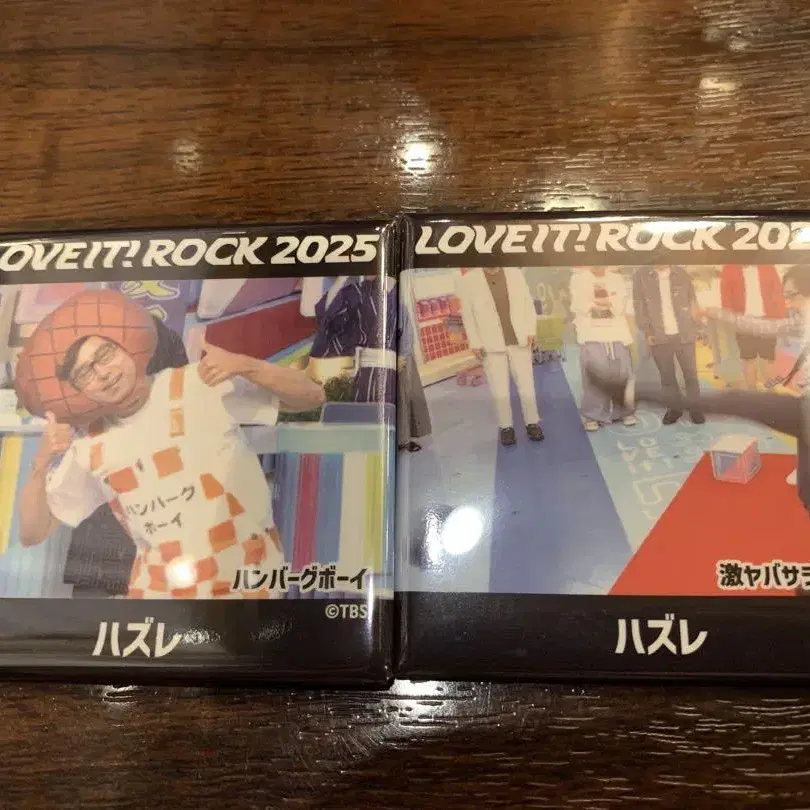 LOVE IT! ROCK 2025
ハンバーグ
ボーイ
ハンバーグボーイ
©TBS
ハズレ
LOVE IT! ROCK 202
激ヤバサ
ハズレ